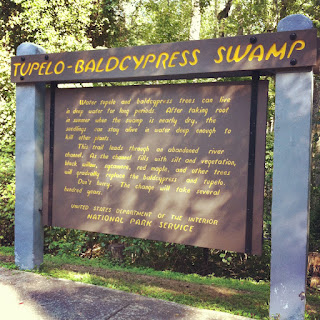 TUPELO-BALDCYPRESS SWAMP
Water tupelo and baldcypress trees can live
in deep water for long periods. After taking root
in summer when the swamp is nearly dry, the
seedlings can stay alive in water deep enough to
kill other plants.
This trail leads through an abandoned river
channel. As the channel fills with silt and vegetation,
black willow, sycamore, red maple, and other trees
will gradually replace the baldcypress and tupelo.
Don't hurry. The change will take several
hundred years.
UNITED STATES DEPARTMENT OF THE INTERIOR
NATIONAL PARK SERVICE